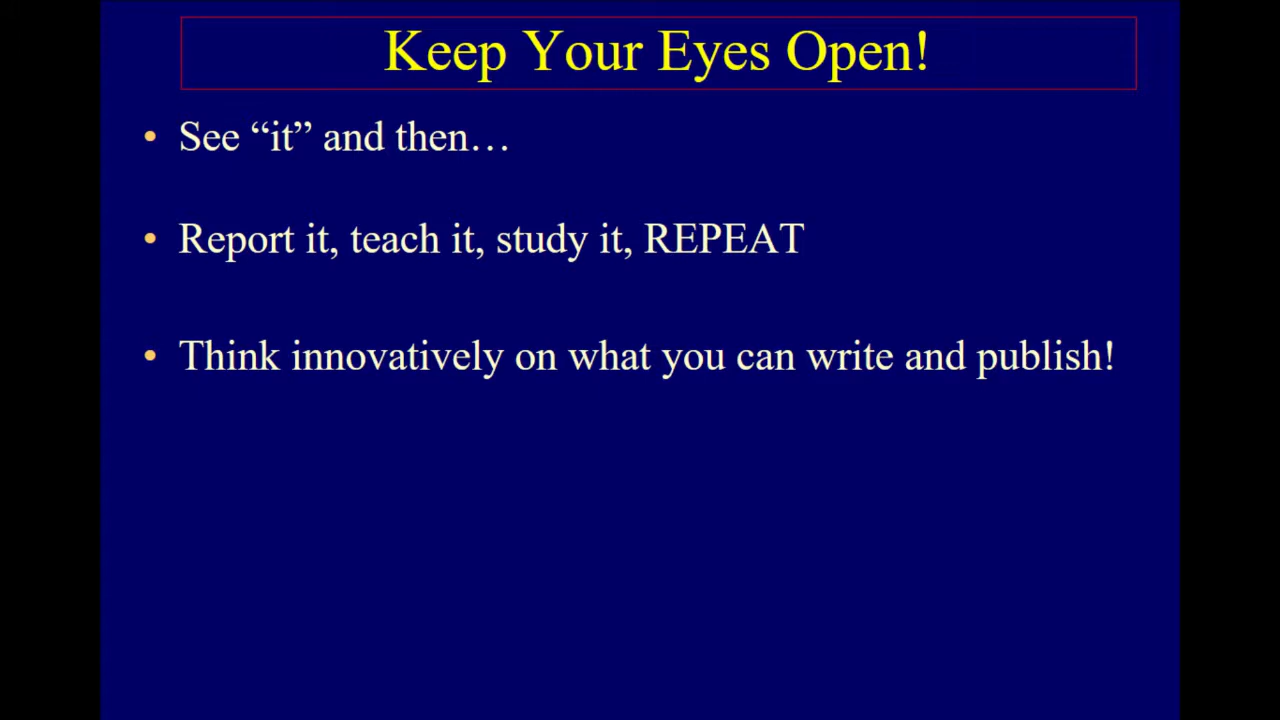 Keep Your Eyes Open!
• See “it” and then…
• Report it, teach it, study it, REPEAT
• Think innovatively on what you can write and publish!